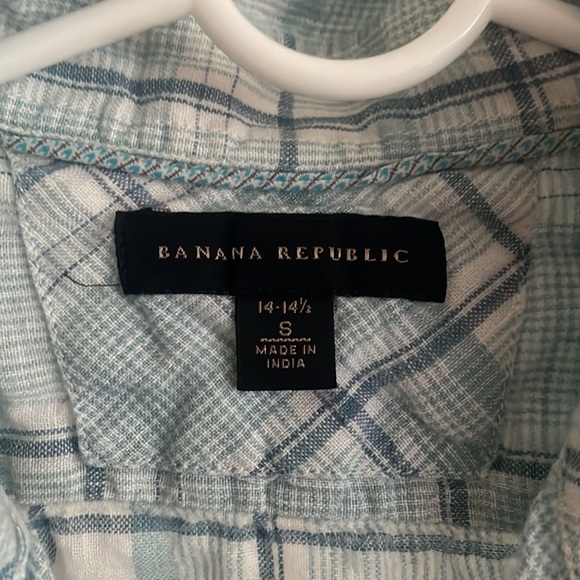 BANANA REPUBLIC
14-14½
S
MADE IN
INDIA